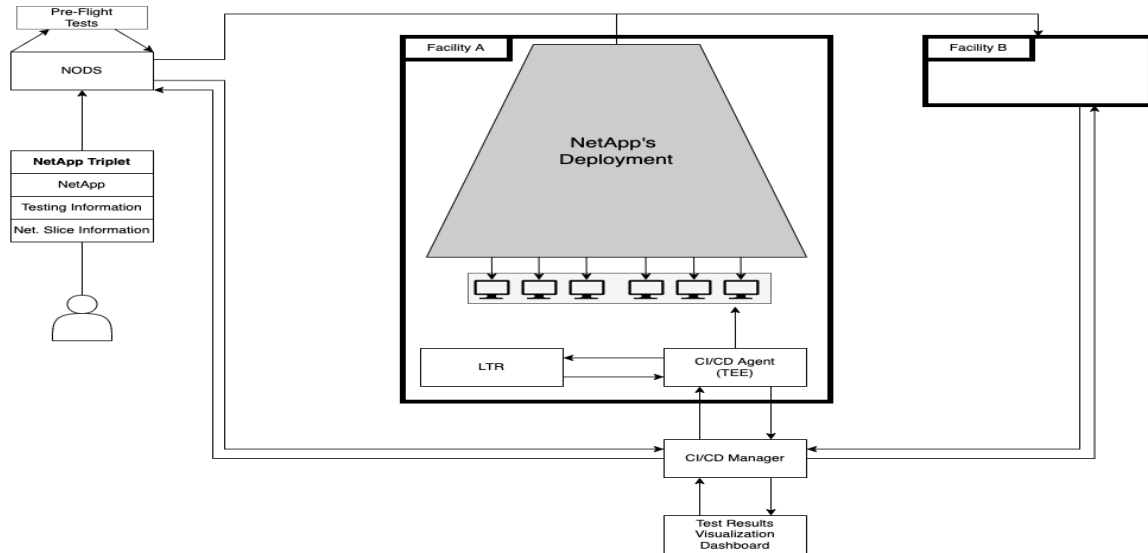 Pre-Flight
Tests
NODS
NetApp Triplet
NetApp
Testing Information
Net. Slice Information
Facility A
NetApp's
Deployment
LTR
CI/CD Agent
(TEE)
Facility B
CI/CD Manager
Test Results
Visualization
Dashboard